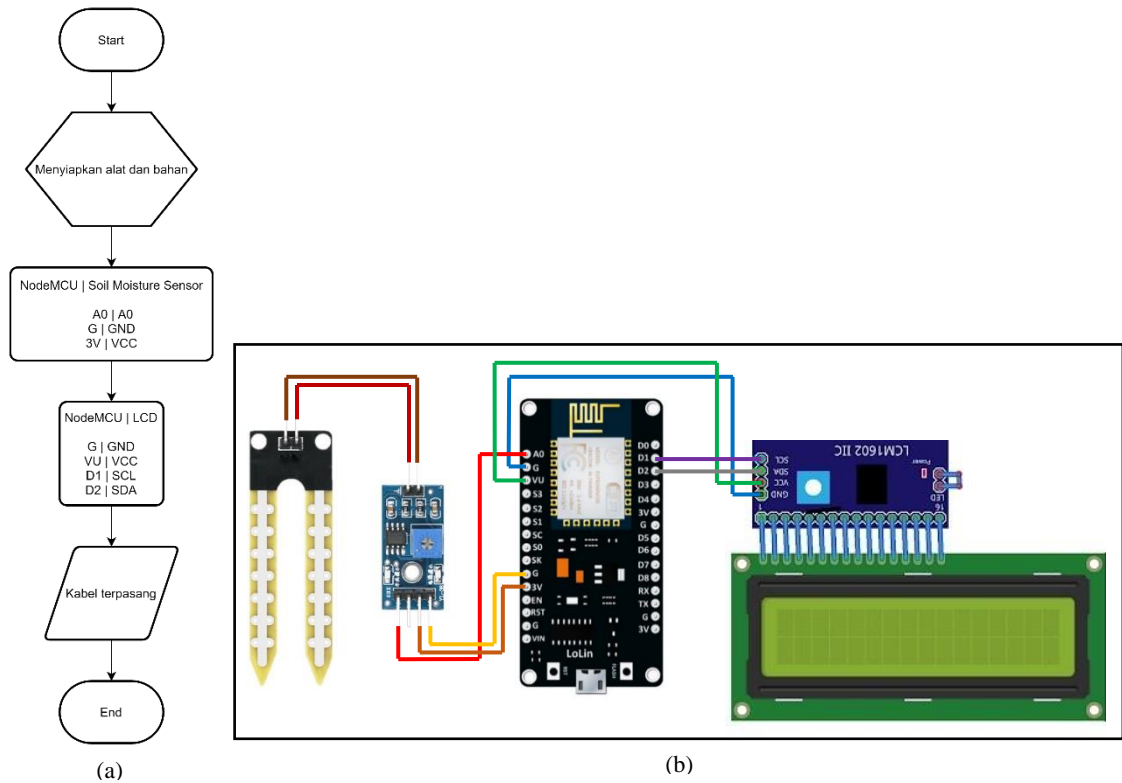 Start
Menyiapkan alat dan bahan
NodeMCU | Soil Moisture Sensor
A0 | A0
G | GND
3V | VCC
NodeMCU | LCD
G | GND
VU | VCC
D1 | SCL
D2 | SDA
Kabel terpasang
End
(a)
A0
G
VU
S3
S2
S1
SC
S0
SK
G
3V
EN
RST
G
VIN
D0
D1
D2
D3
D4
3V
G
D5
D6
D7
D8
RX
TX
G
3V
LoLin
RST
FLASH
LCM1602 IIC
SCL
SDA
VCC
GND
Power
LED
1
16
(b)